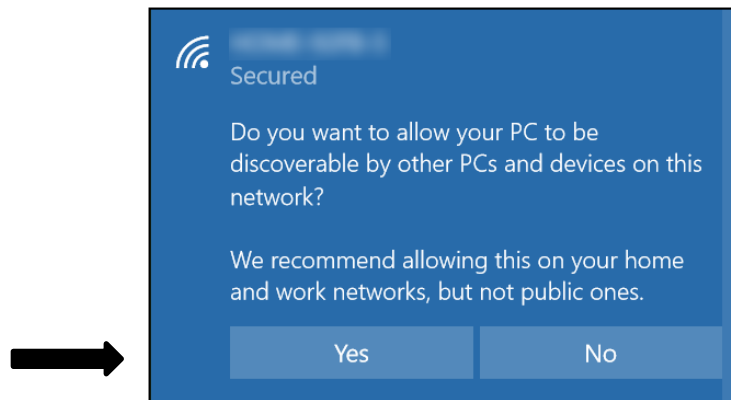 Secured
Do you want to allow your PC to be
discoverable by other PCs and devices on this
network?
We recommend allowing this on your home
and work networks, but not public ones.
Yes No